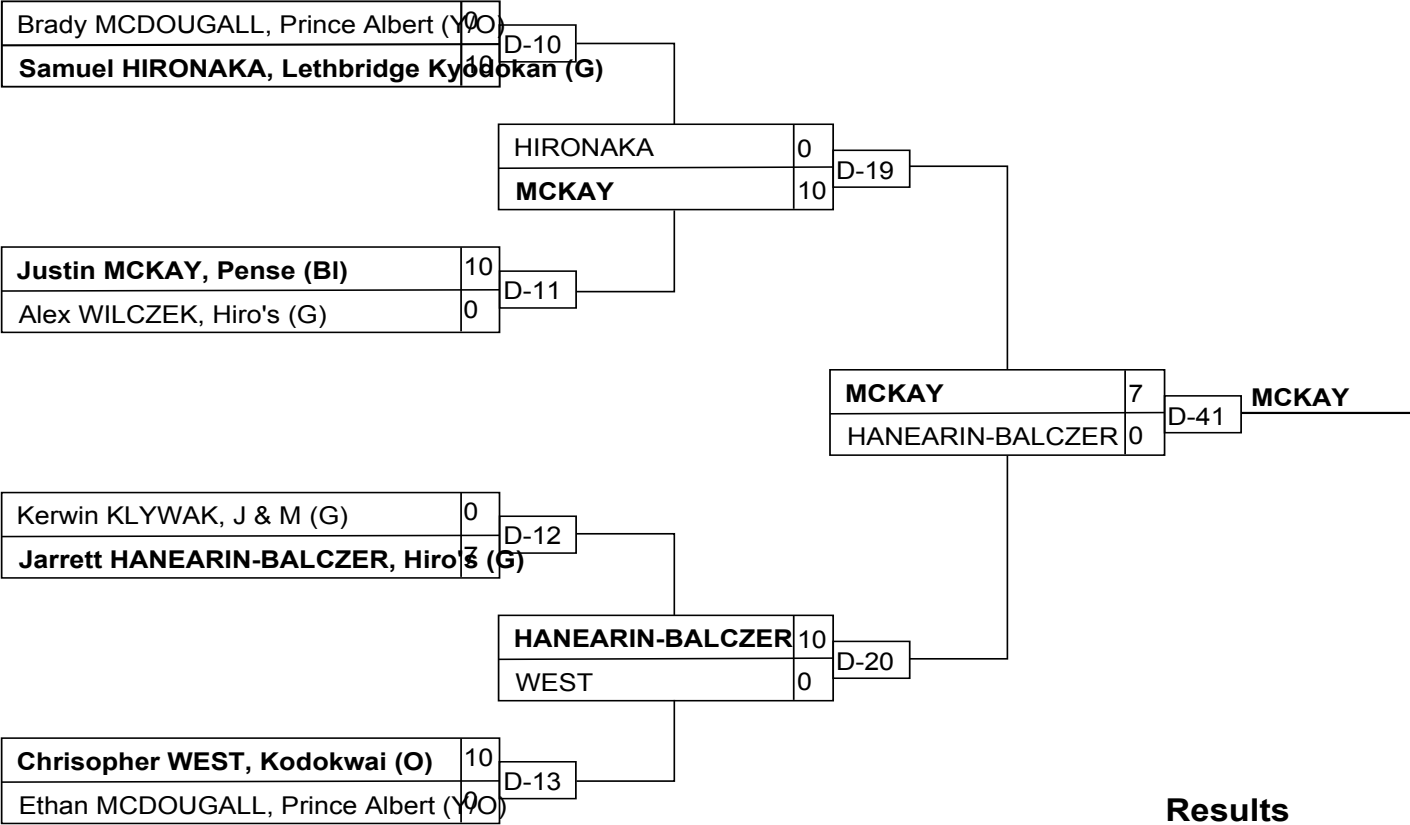 Brady MCDOUGALL, Prince Albert (Y/O) 0
D-10
Samuel HIRONAKA, Lethbridge Kyodokan (G) 10
HIRONAKA 0
D-19
MCKAY 10
Justin MCKAY, Pense (Bl) 10
D-11
Alex WILCZEK, Hiro's (G) 0
MCKAY 7
D-41
MCKAY
HANEARIN-BALCZER 0
Kerwin KLYWAK, J & M (G) 0
D-12
Jarrett HANEARIN-BALCZER, Hiro's (G) 7
HANEARIN-BALCZER 10
D-20
WEST 0
Chrisopher WEST, Kodokwai (O) 10
D-13
Ethan MCDOUGALL, Prince Albert (Y/O) 0
Results